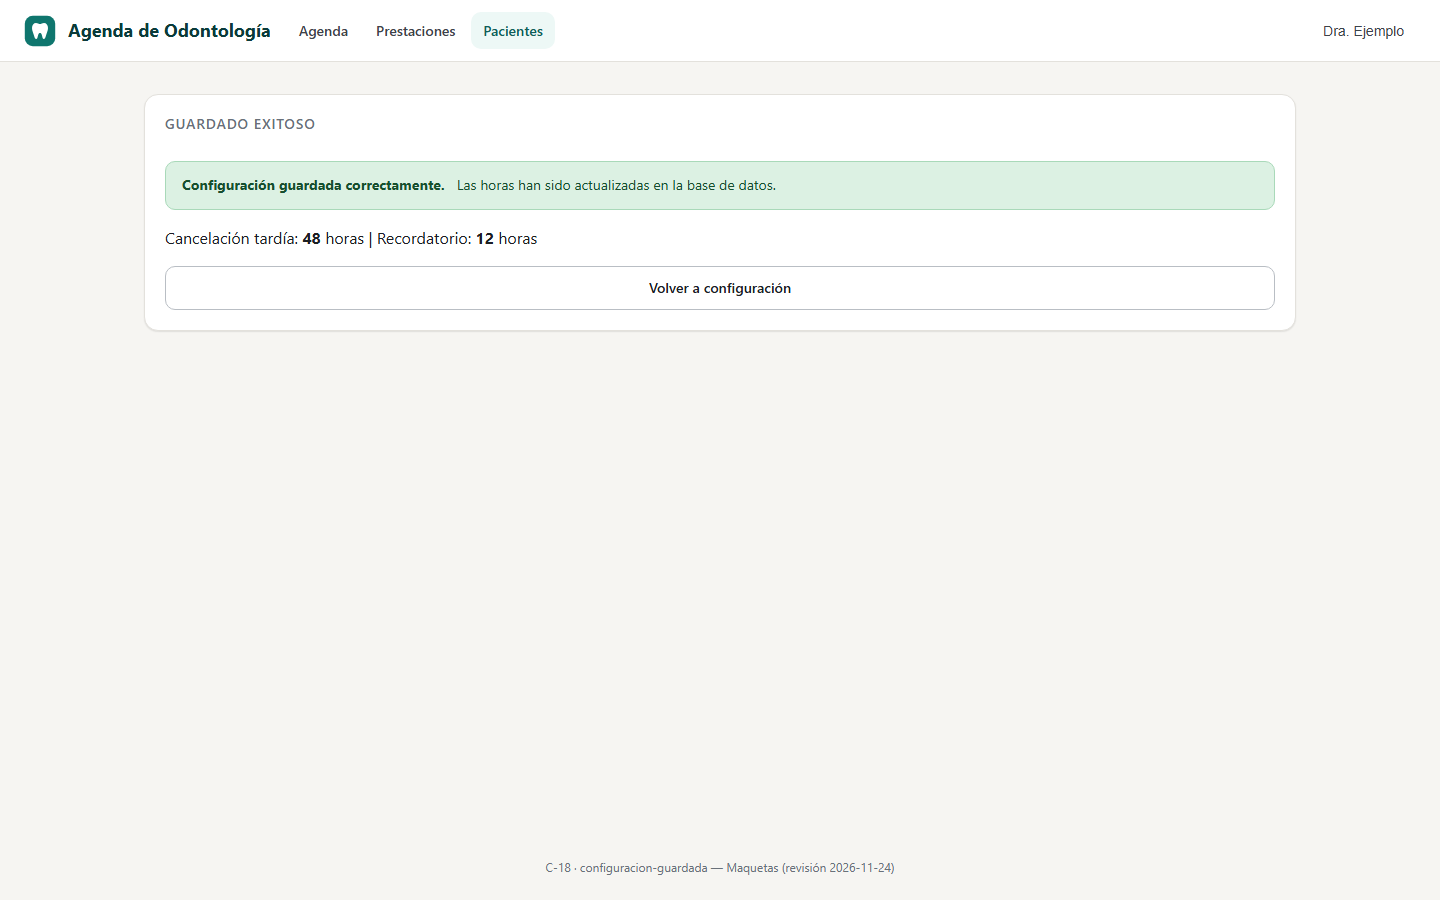 Agenda de Odontología
Agenda
Prestaciones
Pacientes
Dra. Ejemplo
GUARDADO EXITOSO
Configuración guardada correctamente. Las horas han sido actualizadas en la base de datos.
Cancelación tardía: 48 horas | Recordatorio: 12 horas
Volver a configuración
C-18 · configuracion-guardada — Maquetas (revisión 2026-11-24)